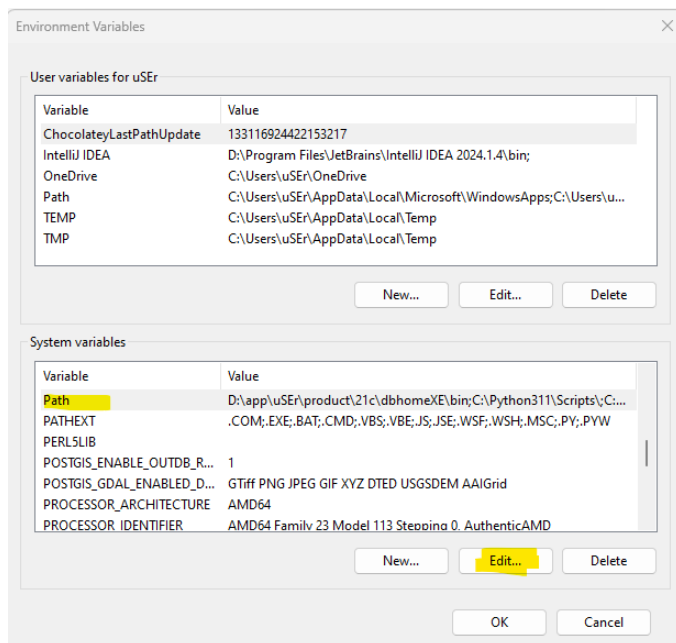 Environment Variables
User variables for uSEr
Variable Value
ChocolateyLastPathUpdate 133116924422153217
IntelliJ IDEA D:\Program Files\JetBrains\IntelliJ IDEA 2024.1.4\bin;
OneDrive C:\Users\uSEr\OneDrive
Path C:\Users\uSEr\AppData\Local\Microsoft\WindowsApps;C:\Users\u...
TEMP C:\Users\uSEr\AppData\Local\Temp
TMP C:\Users\uSEr\AppData\Local\Temp
New... Edit... Delete
System variables
Variable Value
Path D:\app\uSEr\product\21c\dbhomeXE\bin;C:\Python311\Scripts\;C:...
PATHEXT .COM;.EXE;.BAT;.CMD;.VBS;.VBE;.JS;.JSE;.WSF;.WSH;.MSC;.PY;.PYW
PERL5LIB
POSTGIS_ENABLE_OUTDB_R... 1
POSTGIS_GDAL_ENABLED_D... GTiff PNG JPEG GIF XYZ DTED USGSDEM AAIGrid
PROCESSOR_ARCHITECTURE AMD64
PROCESSOR_IDENTIFIER AMD64 Family 23 Model 113 Stepping 0, AuthenticAMD
New... Edit... Delete
OK Cancel